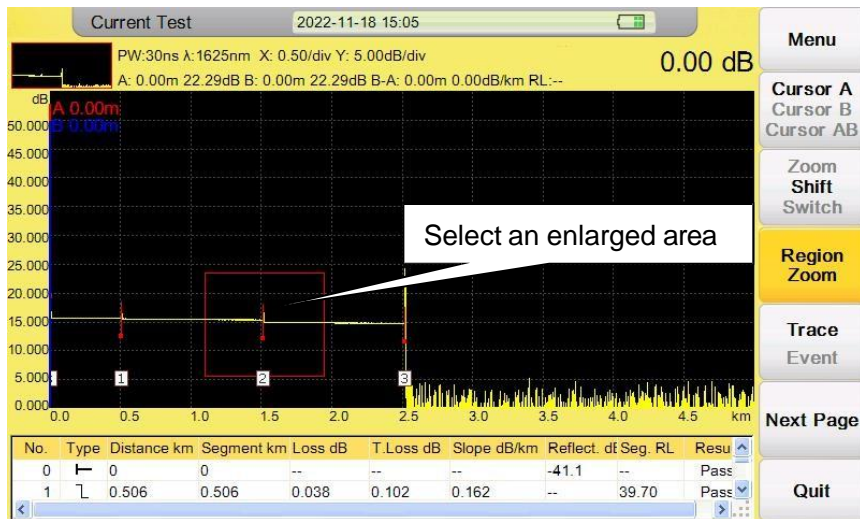 Current Test 2022-11-18 15:05
PW:30ns λ:1625nm X: 0.50/div Y: 5.00dB/div
A: 0.00m 22.29dB B: 0.00m 22.29dB B-A: 0.00m 0.00dB/km RL:--
0.00 dB
dB
A 0.00m
B 0.00m
50.000
45.000
40.000
35.000
30.000
25.000
20.000
15.000
10.000
5.000
0.000
Select an enlarged area
1 2 3
0.0 0.5 1.0 1.5 2.0 2.5 3.0 3.5 4.0 4.5 km
No. Type Distance km Segment km Loss dB T.Loss dB Slope dB/km Reflect. dE Seg. RL Resu
0 0 0 -- -- -- -41.1 -- Pass
1 0.506 0.506 0.038 0.102 0.162 -- 39.70 Pass
Menu
Cursor A
Cursor B
Cursor AB
Zoom
Shift
Switch
Region
Zoom
Trace
Event
Next Page
Quit